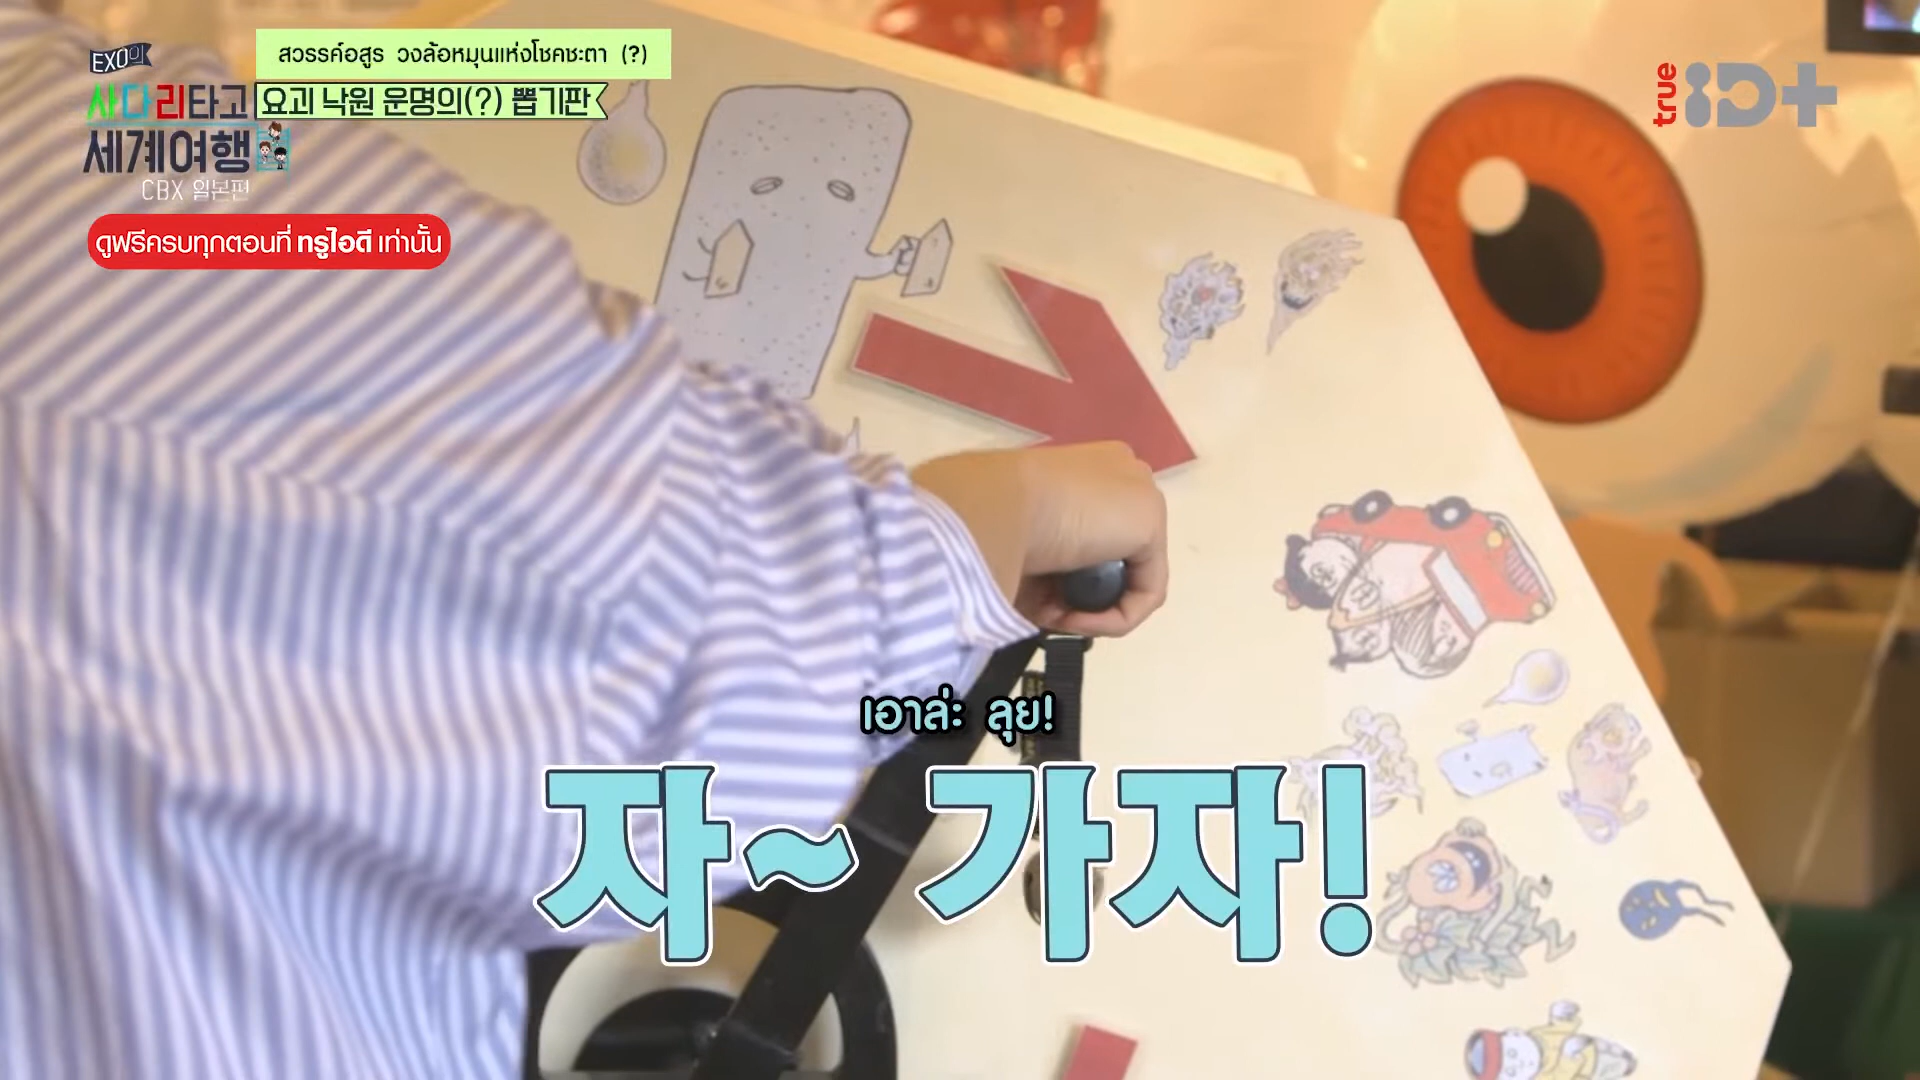 EXO의
사다리타고
세계여행
CBX 일본편
สวรรค์อสูร วงล้อหมุนแห่งโชคชะตา (?)
요괴 낙원 운명의(?) 뽑기판
ดูฟรีครบทุกตอนที่ ทรูไอดี เท่านั้น
true iD+
เอาล่ะ ลุย!
자~ 가자!